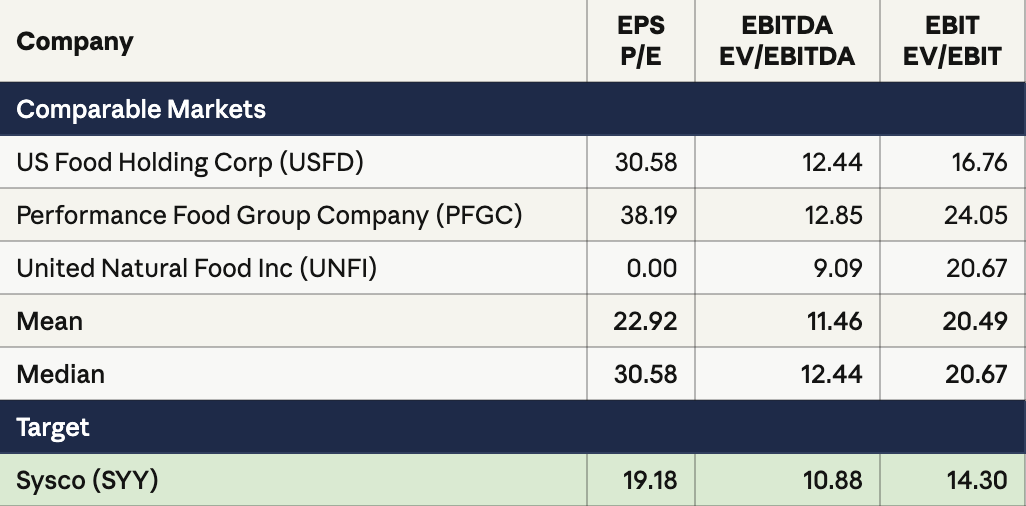 Company EPS P/E EBITDA EV/EBITDA EBIT EV/EBIT
Comparable Markets
US Food Holding Corp (USFD) 30.58 12.44 16.76
Performance Food Group Company (PFGC) 38.19 12.85 24.05
United Natural Food Inc (UNFI) 0.00 9.09 20.67
Mean 22.92 11.46 20.49
Median 30.58 12.44 20.67
Target
Sysco (SYY) 19.18 10.88 14.30